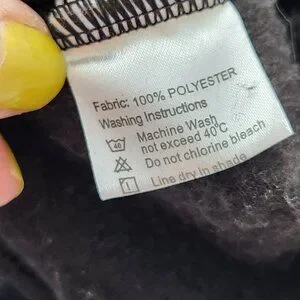 Fabric: 100% POLYESTER
Washing Instructions
40 Machine Wash
not exceed 40°C
Do not chlorine bleach
Line dry in shade